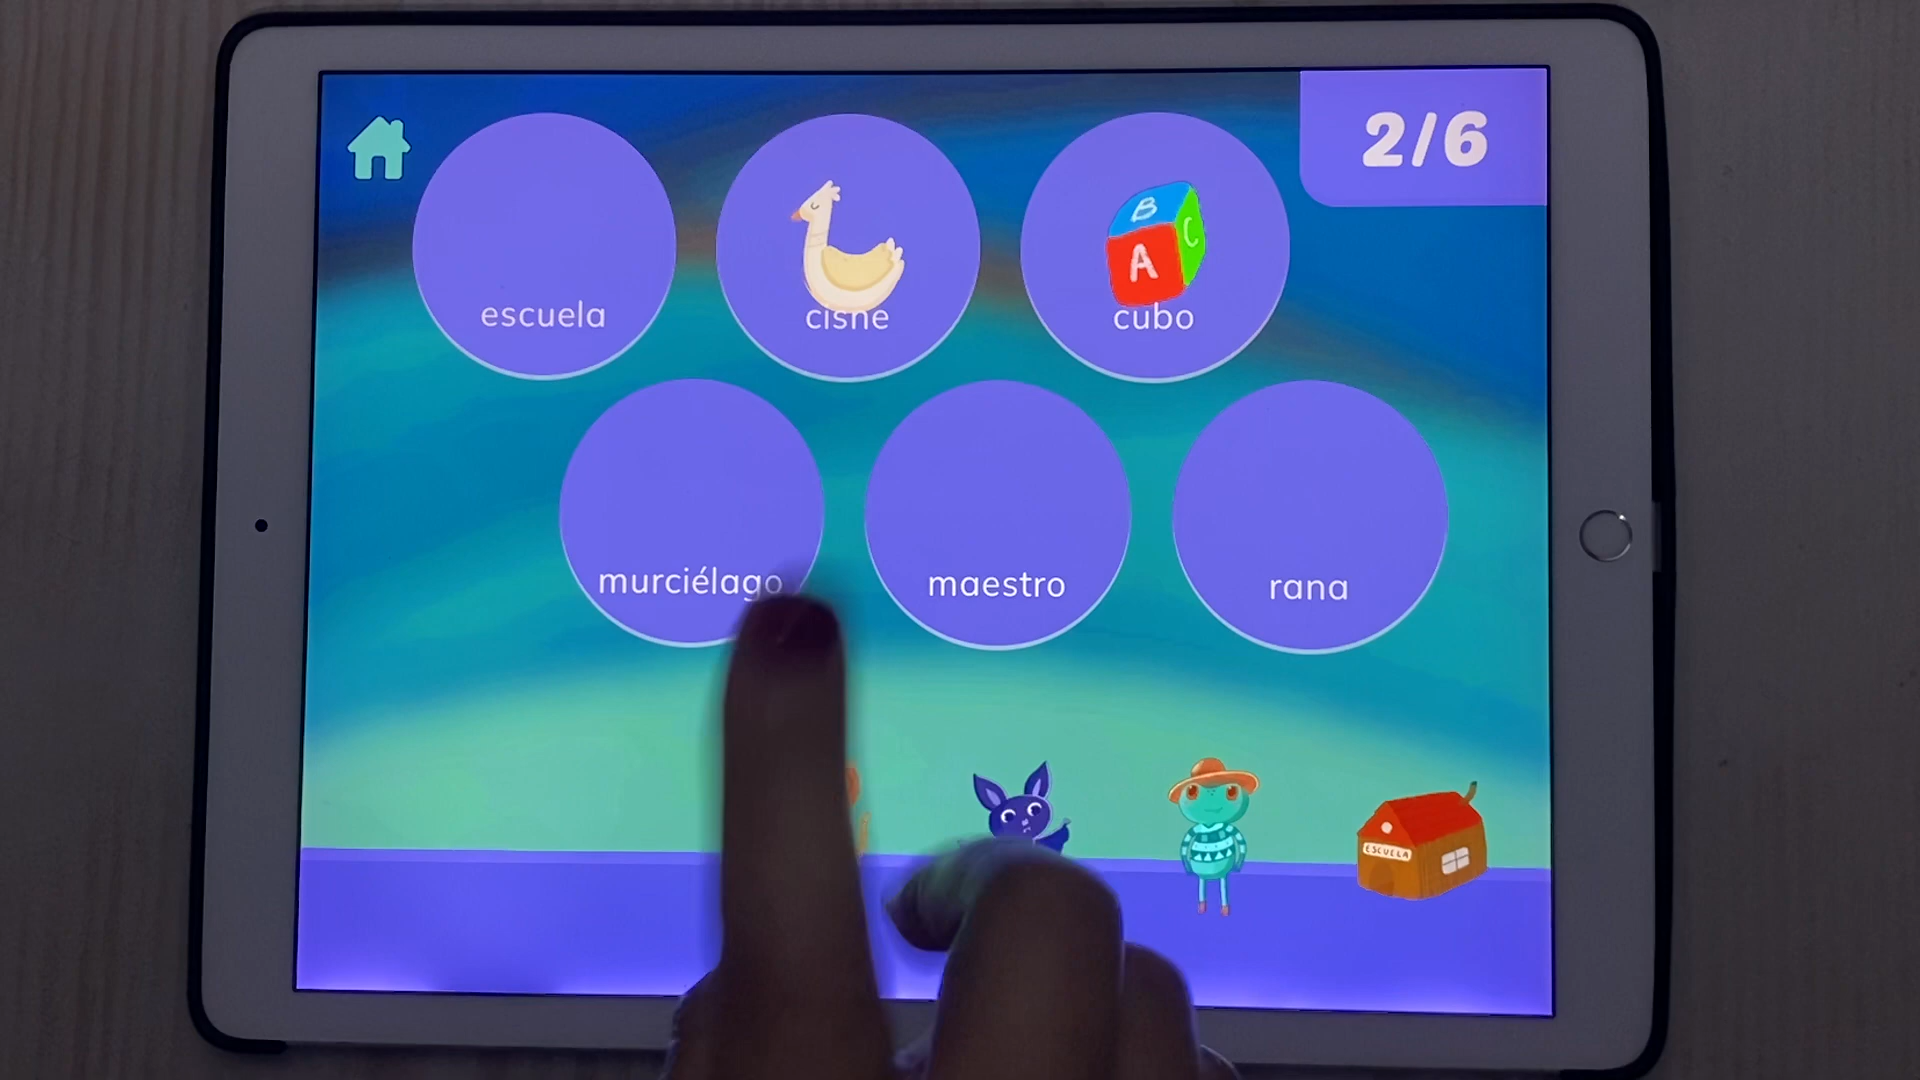 2/6
B
A
C
escuela
cisne
cubo
murciélago
maestro
rana
ESCUELA